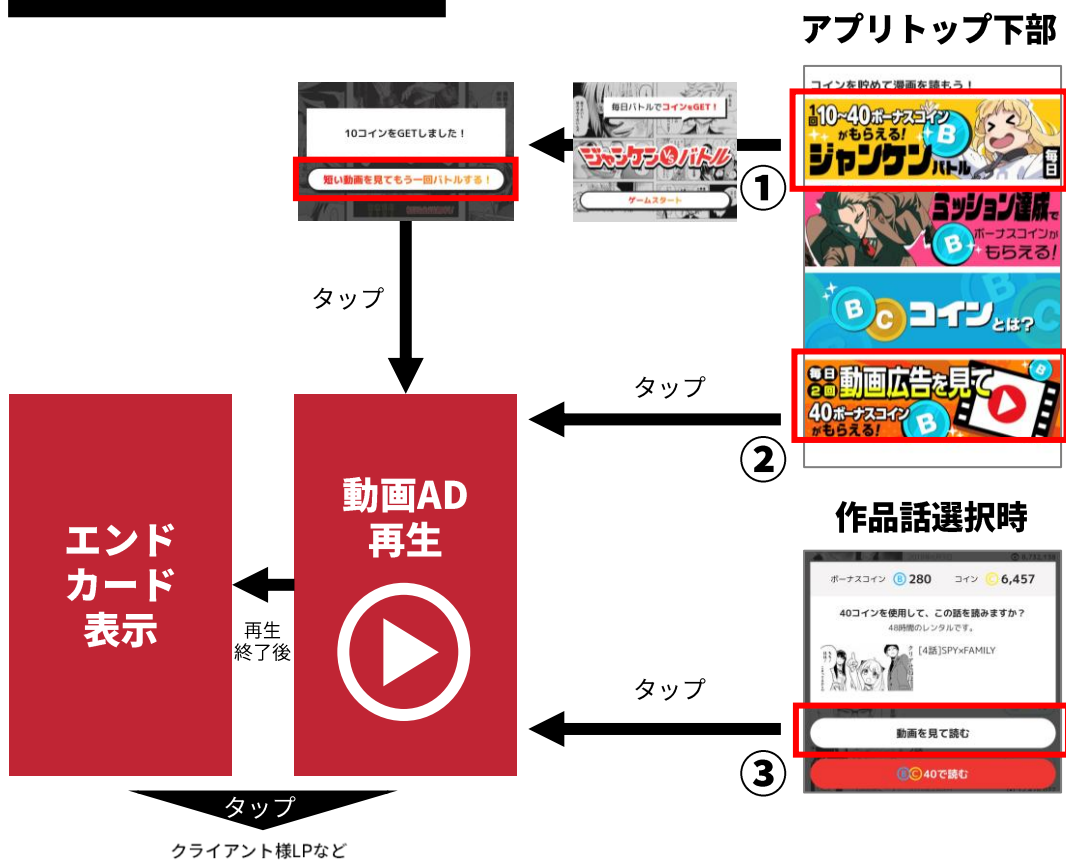 アプリトップ下部
コインを貯めて漫画を読もう！
1回10~40ボーナスコイン
がもらえる！
ジャンケンバトル
毎日
ミッション達成で
ボーナスコインが
もらえる！
B C コインとは？
毎日2回動画広告を見て
40ボーナスコイン
がもらえる！
①
毎日バトルでコインをGET！
ジャンケンVSバトル
ゲームスタート
10コインをGETしました！
短い動画を見てもう一回バトルする！
タップ
タップ
②
動画AD
再生
再生
終了後
エンド
カード
表示
作品話選択時
ボーナスコイン B 280 コイン C 6,457
40コインを使用して、この話を読みますか？
48時間のレンタルです。
[4話]SPY×FAMILY
動画を見て読む
BC40で読む
タップ
③
タップ
クライアント様LPなど